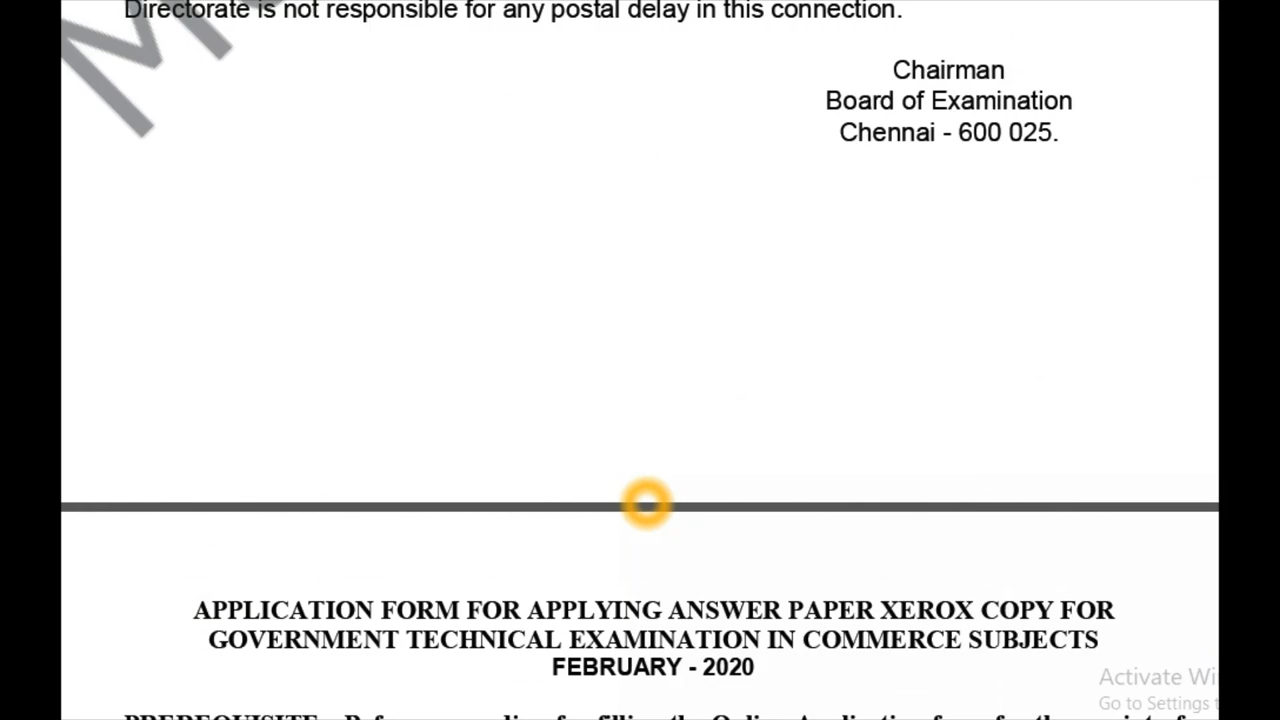 Directorate is not responsible for any postal delay in this connection.
Chairman
Board of Examination
Chennai - 600 025.
APPLICATION FORM FOR APPLYING ANSWER PAPER XEROX COPY FOR
GOVERNMENT TECHNICAL EXAMINATION IN COMMERCE SUBJECTS
FEBRUARY - 2020
Activate Wi
Go to Settings t